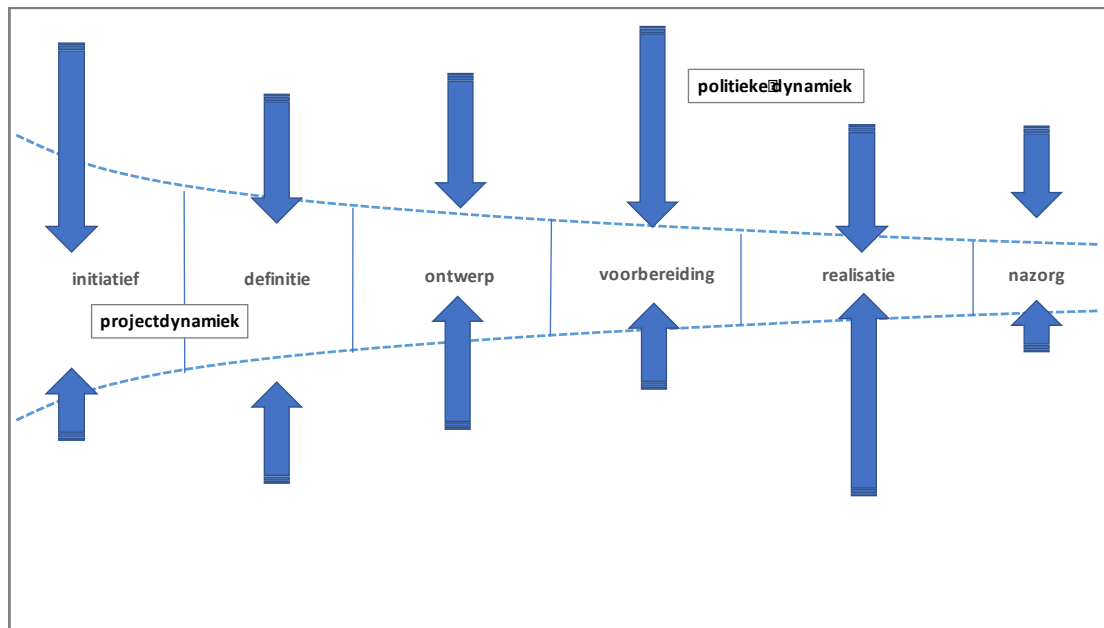 politieke dynamiek
initiatief
definitie
ontwerp
voorbereiding
realisatie
nazorg
projectdynamiek